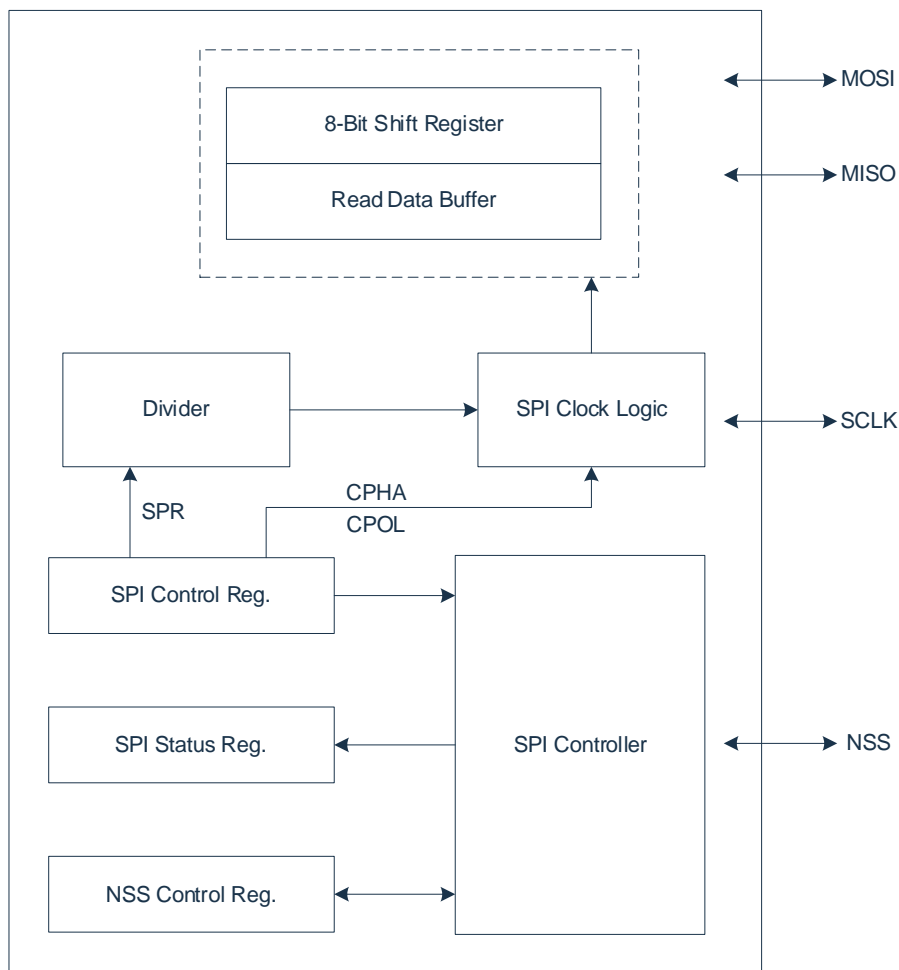 MOSI
8-Bit Shift Register
MISO
Read Data Buffer
Divider
SPI Clock Logic
SCLK
CPHA
SPR
CPOL
SPI Control Reg.
SPI Status Reg.
SPI Controller
NSS
NSS Control Reg.